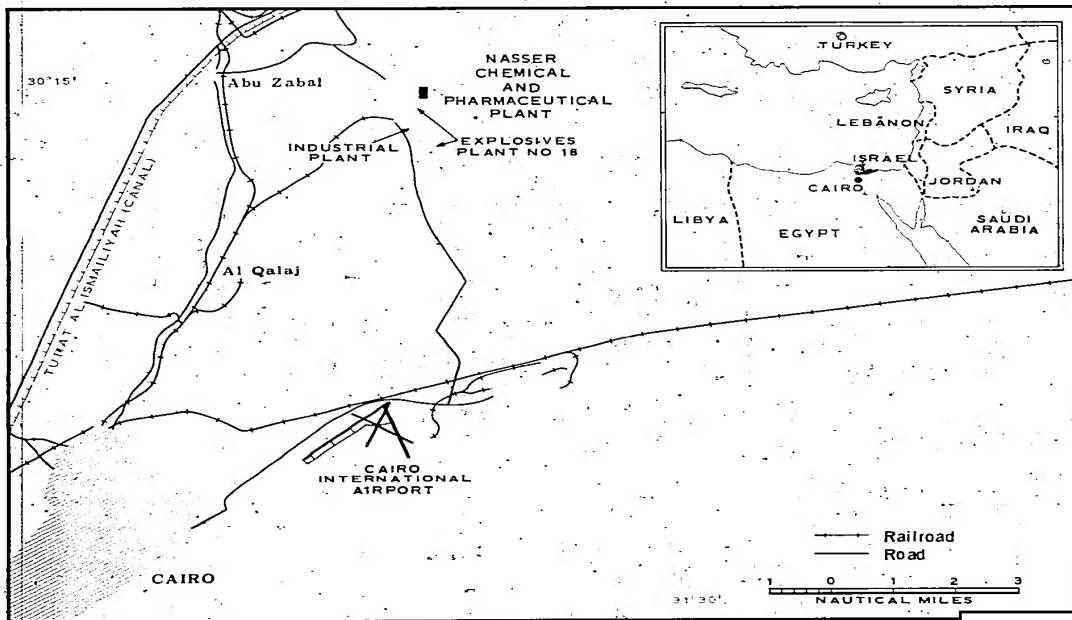 30°15'
Abu Zabal
NASSER
CHEMICAL
AND
PHARMACEUTICAL
PLANT
EXPLOSIVES
PLANT NO 18
INDUSTRIAL
PLANT
TURAT AL ISMAILIYAH (CANAL)
Al Qalaj
CAIRO
INTERNATIONAL
AIRPORT
CAIRO
TURKEY
SYRIA
LEBANON
IRAQ
ISRAEL
CAIRO
JORDAN
LIBYA
EGYPT
SAUDI
ARABIA
Railroad
Road
1 0 1 2 3
NAUTICAL MILES
31°30'